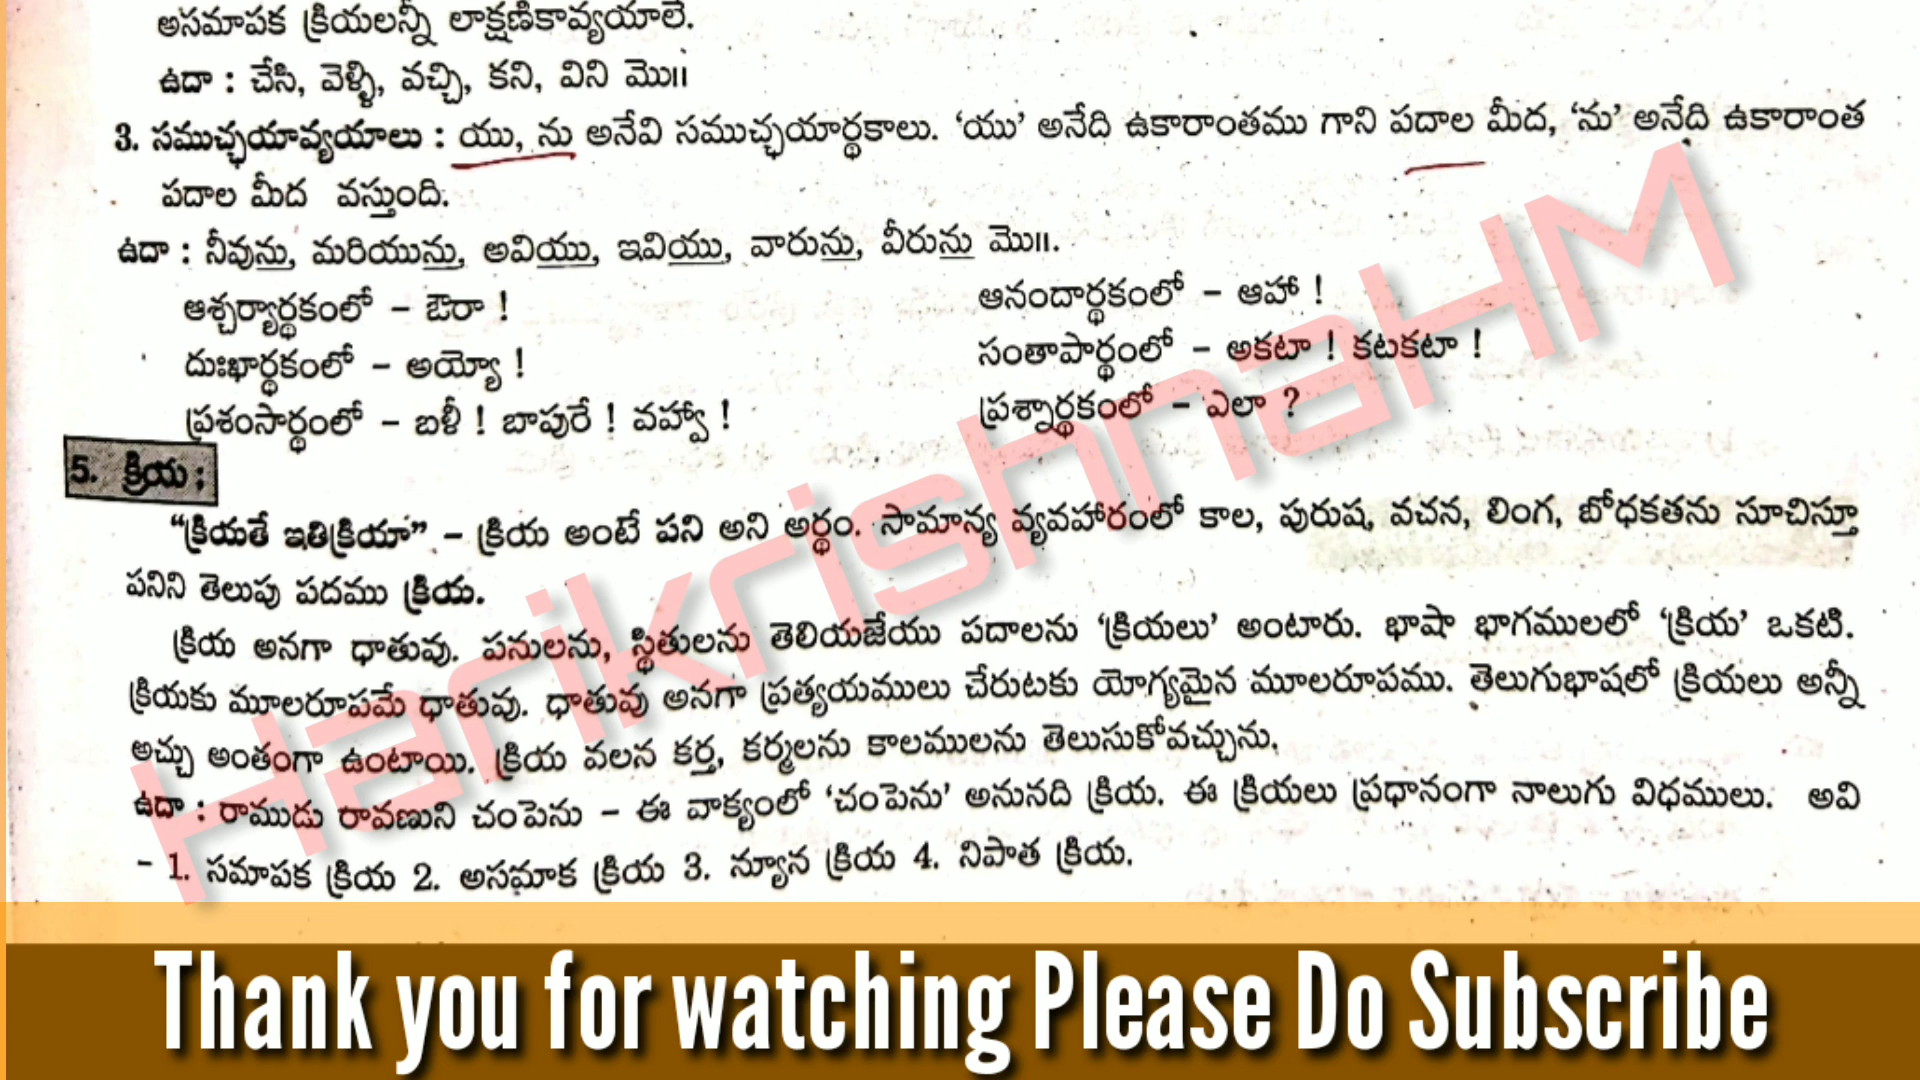 అసమాపక క్రియలన్నీ లాక్షణికావ్యయాలే.
ఉదా : చేసి, వెళ్ళి, వచ్చి, కని, విని మొ॥
3. సముచ్ఛయావ్యయాలు : యు, ను అనేవి సముచ్ఛయార్థకాలు. ‘యు’ అనేది ఉకారాంతము గాని పదాల మీద, ‘ను’ అనేది ఉకారాంత
పదాల మీద వస్తుంది.
ఉదా : నీవును, మరియును, అవియు, ఇవియు, వారును, వీరును మొ॥.
ఆశ్చర్యార్థకంలో – ఔరా ! ఆనందార్థకంలో – ఆహా !
దుఃఖార్థకంలో – అయ్యో ! సంతాపార్థంలో – అకటా ! కటకటా !
ప్రశంసార్థంలో – బళీ ! బాపురే ! వహ్వా ! ప్రశ్నార్థకంలో – ఎలా ?
5. క్రియ :
“క్రియతే ఇతిక్రియా” – క్రియ అంటే పని అని అర్థం. సామాన్య వ్యవహారంలో కాల, పురుష, వచన, లింగ, బోధకతను సూచిస్తూ
పనిని తెలుపు పదము క్రియ.
క్రియ అనగా ధాతువు. పనులను, స్థితులను తెలియజేయు పదాలను ‘క్రియలు’ అంటారు. భాషా భాగములలో ‘క్రియ’ ఒకటి.
క్రియకు మూలరూపమే ధాతువు. ధాతువు అనగా ప్రత్యయములు చేరుటకు యోగ్యమైన మూలరూపము. తెలుగుభాషలో క్రియలు అన్నీ
అచ్చు అంతంగా ఉంటాయి. క్రియ వలన కర్త, కర్మలను కాలములను తెలుసుకోవచ్చును.
ఉదా : రాముడు రావణుని చంపెను – ఈ వాక్యంలో ‘చంపెను’ అనునది క్రియ. ఈ క్రియలు ప్రధానంగా నాలుగు విధములు. అవి
- 1. సమాపక క్రియ 2. అసమాక క్రియ 3. న్యూన క్రియ 4. నిపాత క్రియ.
HarikrishnaHM
Thank you for watching Please Do Subscribe